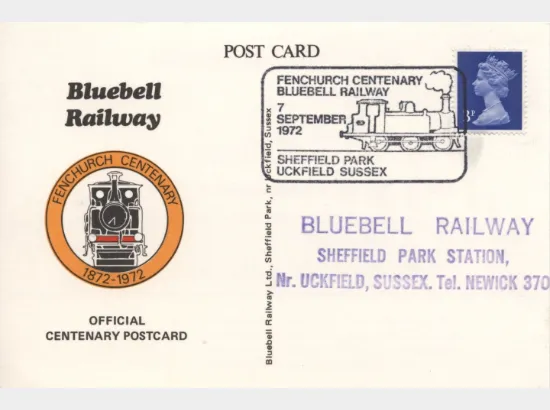 POST CARD
Bluebell
Railway
FENCHURCH CENTENARY
1872-1972
OFFICIAL
CENTENARY POSTCARD
Bluebell Railway Ltd., Sheffield Park, nr Uckfield, Sussex
FENCHURCH CENTENARY
BLUEBELL RAILWAY
7
SEPTEMBER
1972
SHEFFIELD PARK
UCKFIELD SUSSEX
3P
BLUEBELL RAILWAY
SHEFFIELD PARK STATION,
Nr. UCKFIELD, SUSSEX. Tel. NEWICK 370